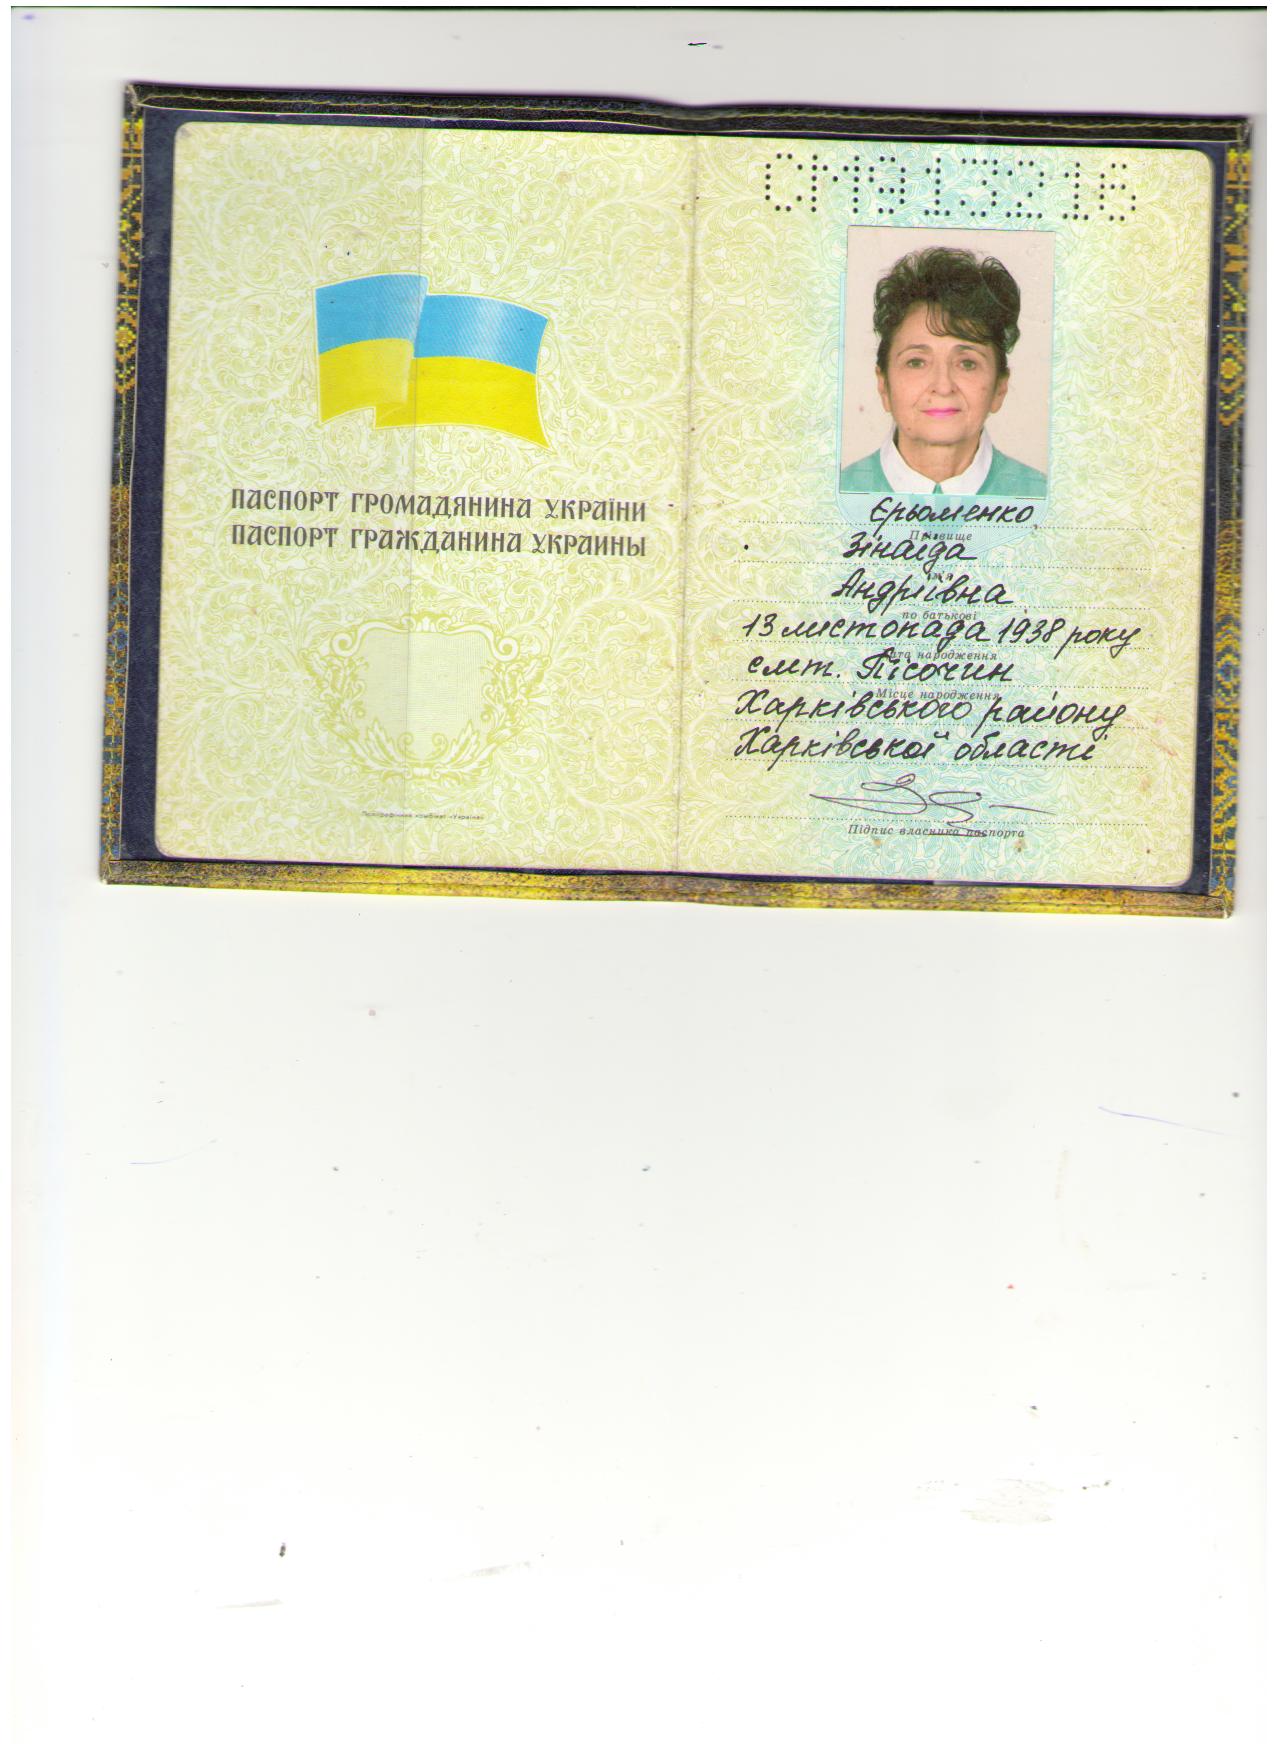 ПАСПОРТ ГРОМАДЯНИНА УКРАЇНИ
ПАСПОРТ ГРАЖДАНИНА УКРАИНЫ
Поліграфічний комбінат «Україна»
СМ913216
Єрьоменко
Прізвище
Зінаїда
ім'я
Андріївна
по батькові
13 листопада 1938 року
Дата народження
смт. Пісочин
Місце народження
Харківського району
Харківської області
Підпис власника паспорта